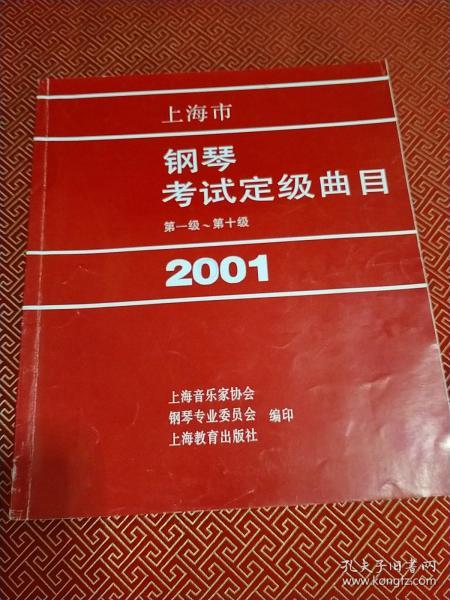 上海市
钢琴
考试定级曲目
第一级～第十级
2001
上海音乐家协会
钢琴专业委员会 编印
上海教育出版社
孔夫子旧书网
www.kongfz.com